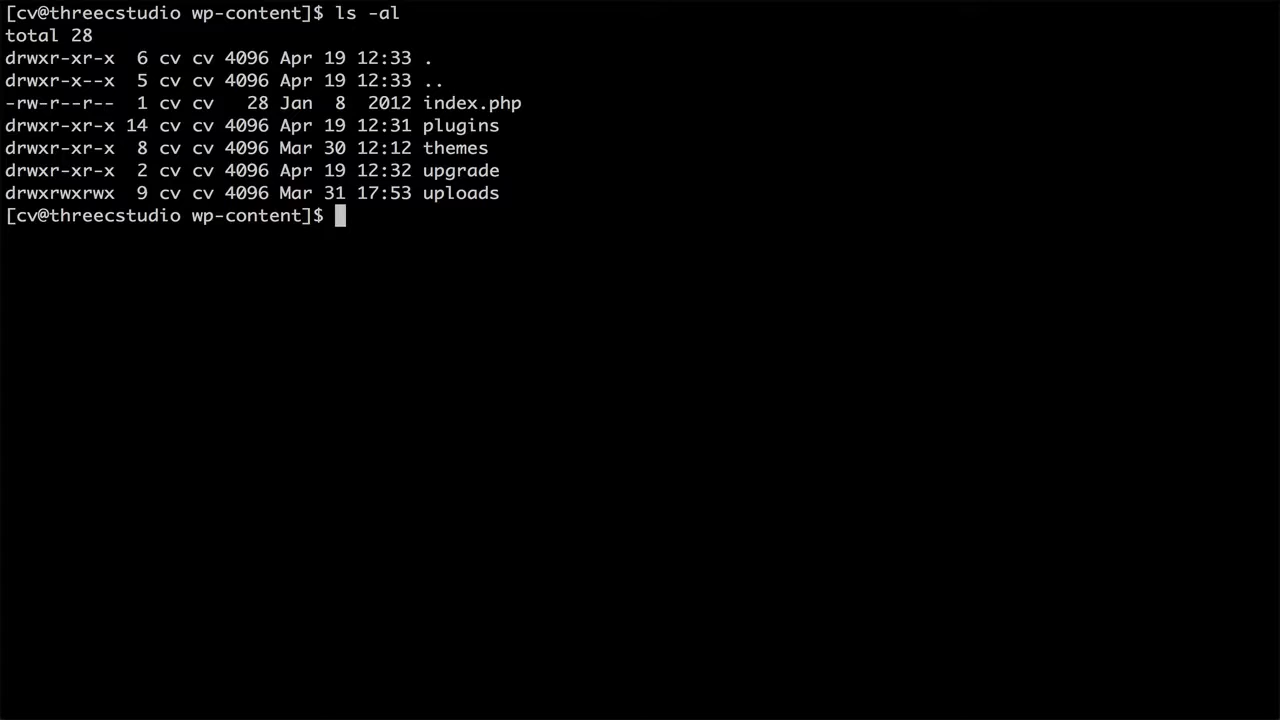 [cv@threecstudio wp-content]$ ls -al
total 28
drwxr-xr-x  6 cv cv 4096 Apr 19 12:33 .
drwxr-x--x  5 cv cv 4096 Apr 19 12:33 ..
-rw-r--r--  1 cv cv   28 Jan  8  2012 index.php
drwxr-xr-x 14 cv cv 4096 Apr 19 12:31 plugins
drwxr-xr-x  8 cv cv 4096 Mar 30 12:12 themes
drwxr-xr-x  2 cv cv 4096 Apr 19 12:32 upgrade
drwxrwxrwx  9 cv cv 4096 Mar 31 17:53 uploads
[cv@threecstudio wp-content]$